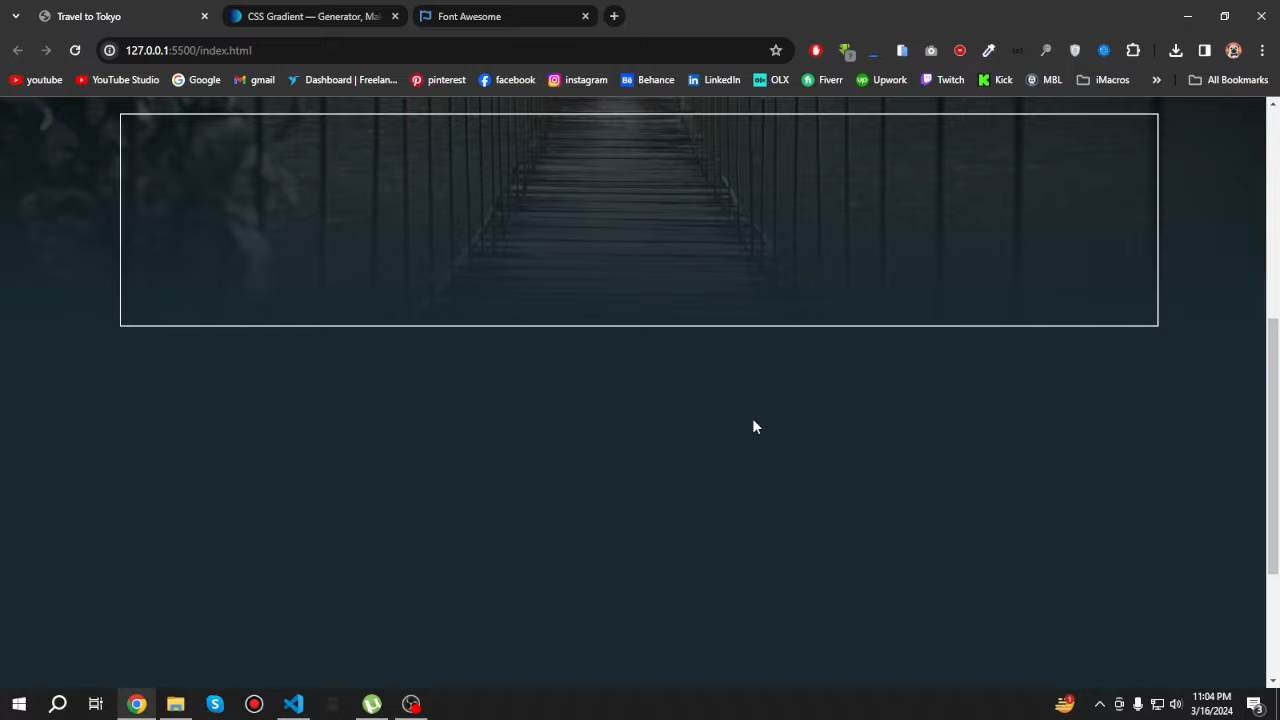 Travel to Tokyo
CSS Gradient — Generator, Ma
Font Awesome
127.0.0.1:5500/index.html
youtube
YouTube Studio
Google
gmail
Dashboard | Freelan...
pinterest
facebook
instagram
Behance
LinkedIn
OLX
Fiverr
Upwork
Twitch
Kick
MBL
iMacros
All Bookmarks
11:04 PM
3/16/2024